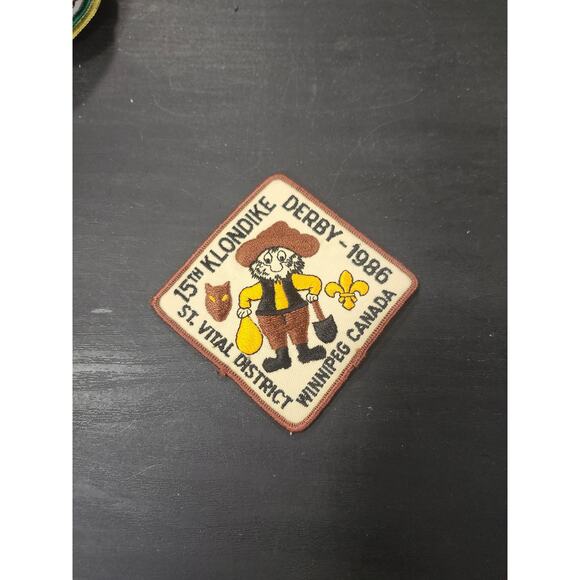 15TH KLONDIKE
DERBY - 1986
ST. VITAL DISTRICT
WINNIPEG CANADA